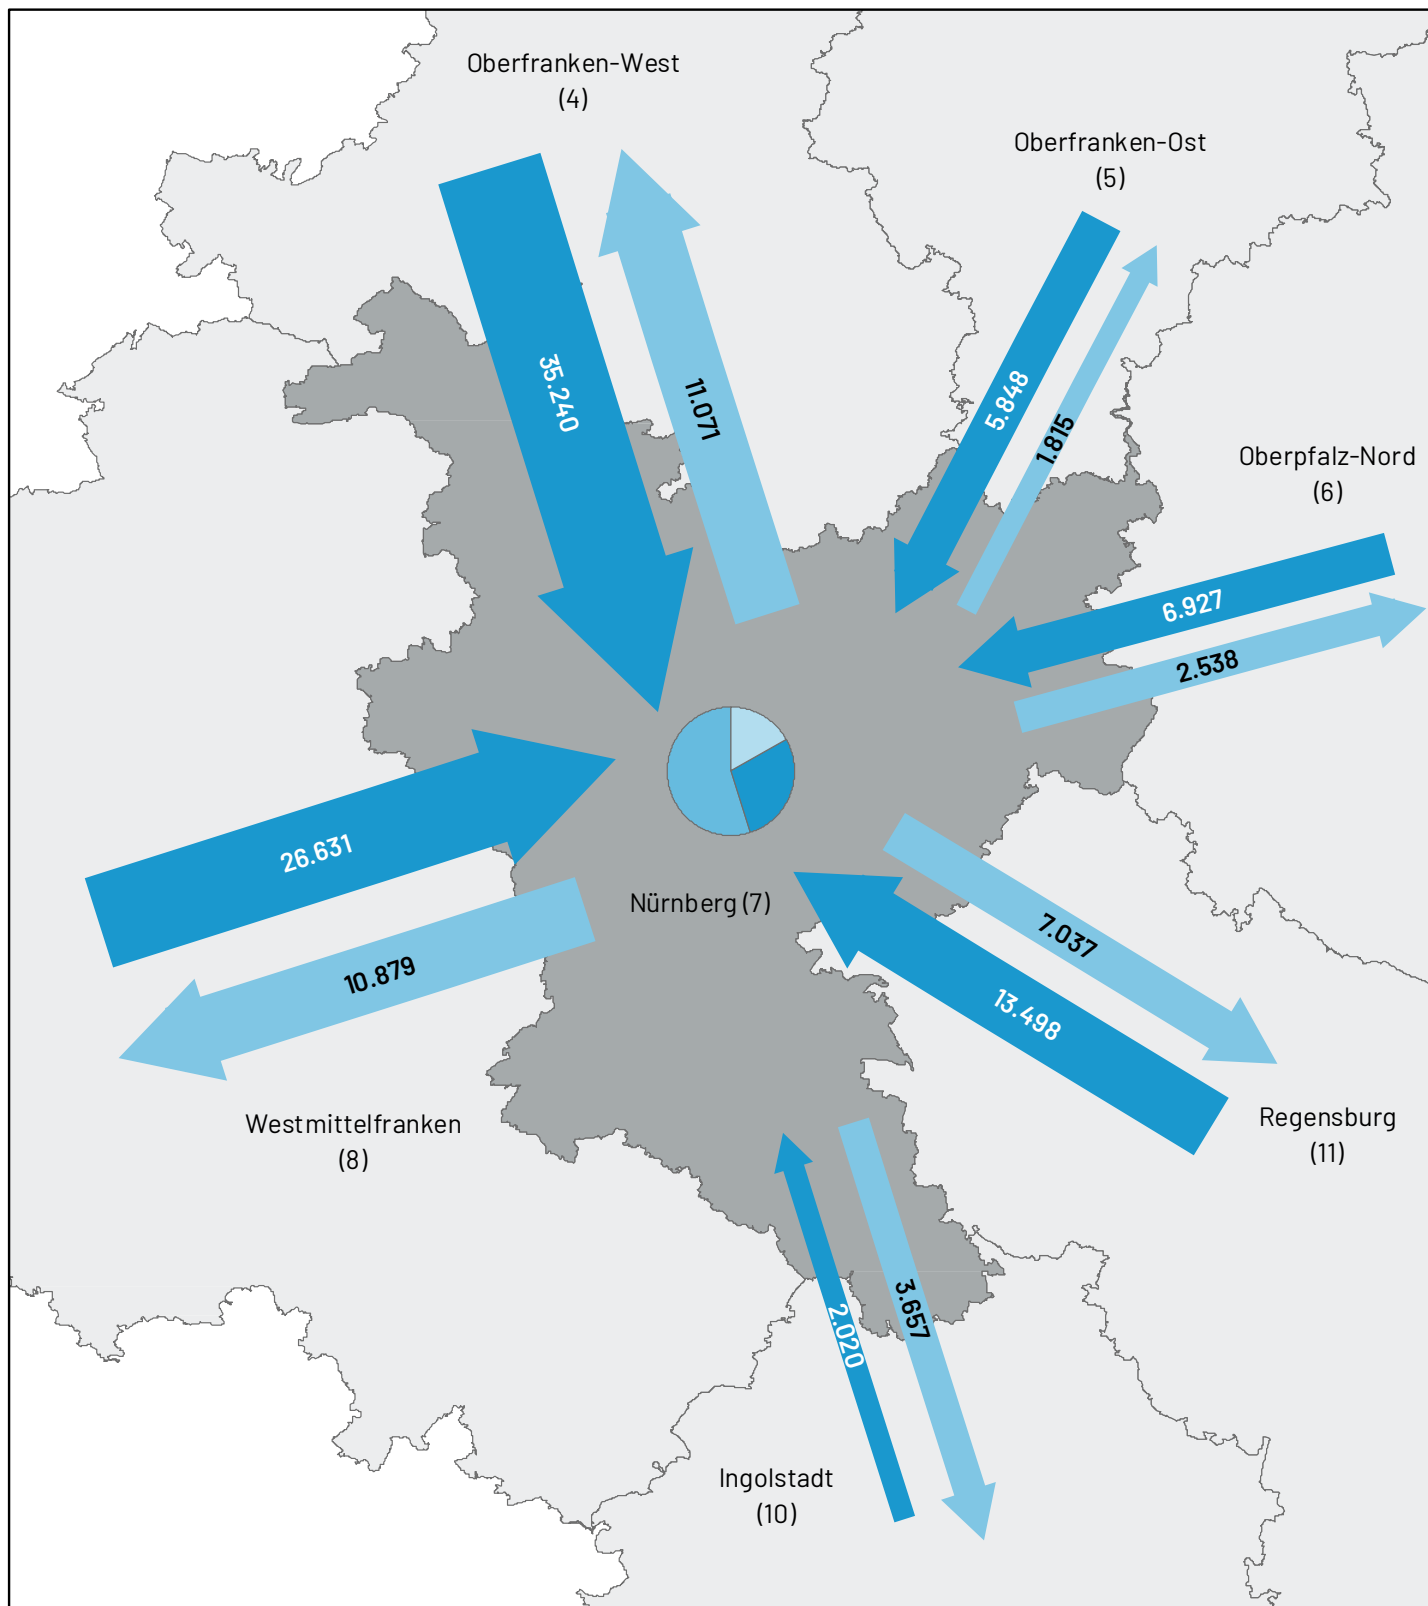 Oberfranken-West
(4)
Oberfranken-Ost
(5)
35.240
11.071
5.848
1.815
Oberpfalz-Nord
(6)
6.927
2.538
26.631
Nürnberg (7)
10.879
7.037
13.498
Westmittelfranken
(8)
Regensburg
(11)
2.020
3.657
Ingolstadt
(10)